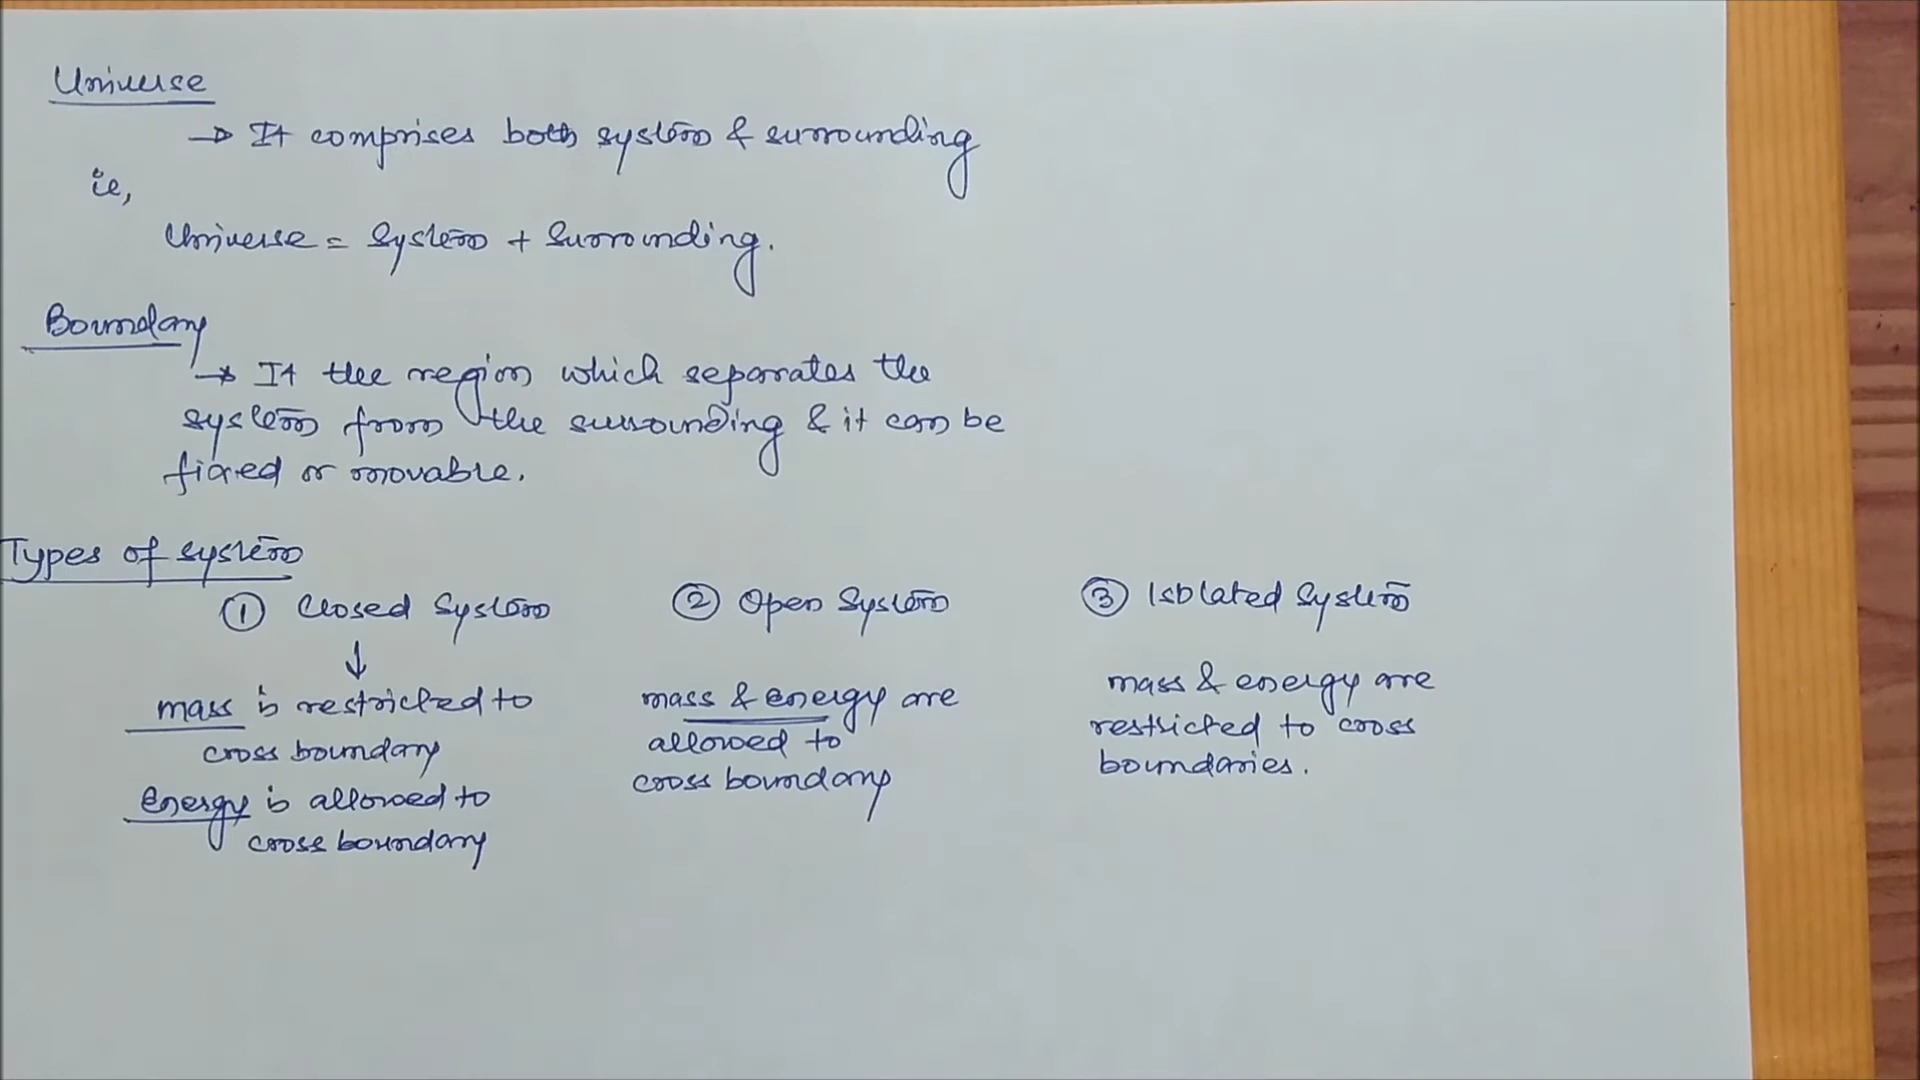 Universe
→ It comprises both system & surrounding
ie,
Universe = System + Surrounding.
Boundary
→ It the region which separates the
system from the surrounding & it can be
fixed or movable.
Types of system
① Closed System
↓
mass is restricted to
cross boundary
Energy is allowed to
cross boundary
② Open System
mass & energy are
allowed to
cross boundary
③ Isolated System
mass & energy are
restricted to cross
boundaries.